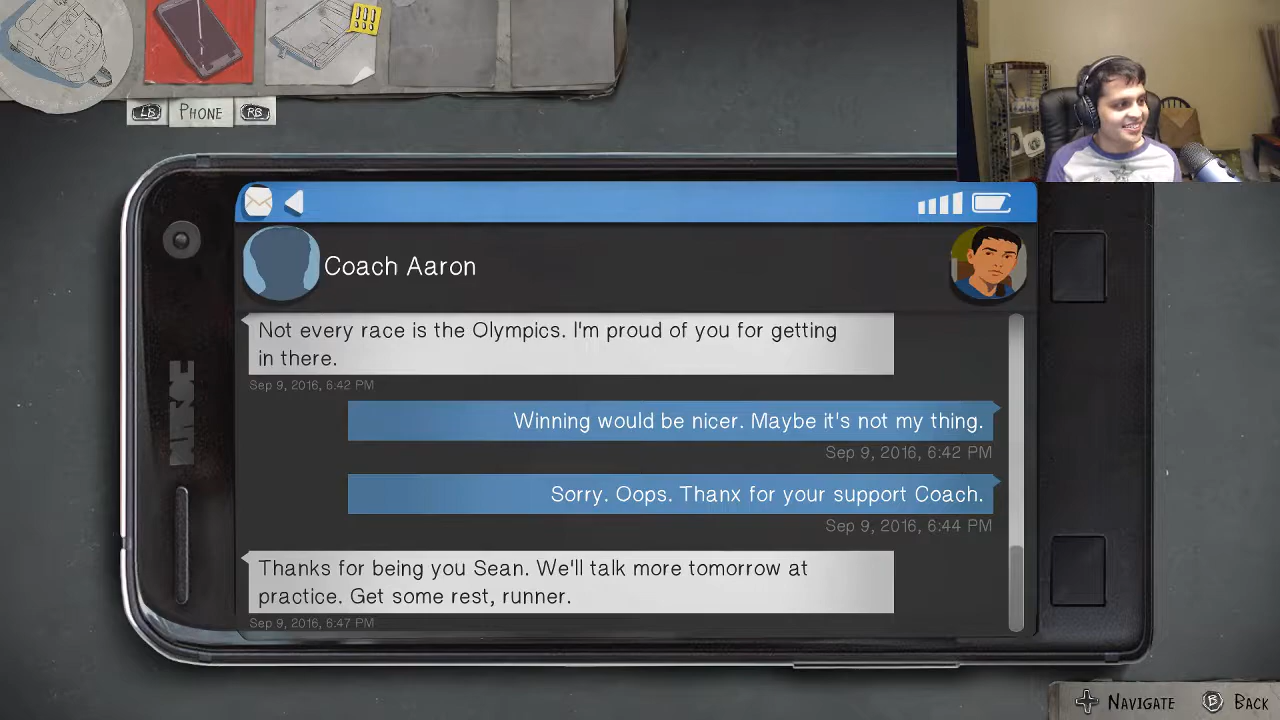 LB PHONE RB
Coach Aaron
Not every race is the Olympics. I'm proud of you for getting
in there.
Sep 9, 2016, 6:42 PM
Winning would be nicer. Maybe it's not my thing.
Sep 9, 2016, 6:42 PM
Sorry. Oops. Thanx for your support Coach.
Sep 9, 2016, 6:44 PM
Thanks for being you Sean. We'll talk more tomorrow at
practice. Get some rest, runner.
Sep 9, 2016, 6:47 PM
NAVIGATE B BACK